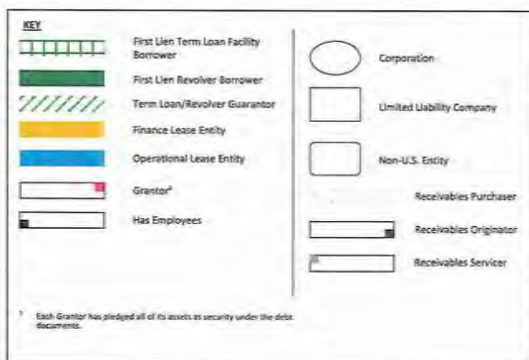 KEY
First Lien Term Loan Facility
Borrower
First Lien Revolver Borrower
Term Loan/Revolver Guarantor
Finance Lease Entity
Operational Lease Entity
Grantor¹
Has Employees
Corporation
Limited Liability Company
Non-U.S. Entity
Receivables Purchaser
Receivables Originator
Receivables Servicer
¹ Each Grantor has pledged all of its assets as security under the debt
documents.